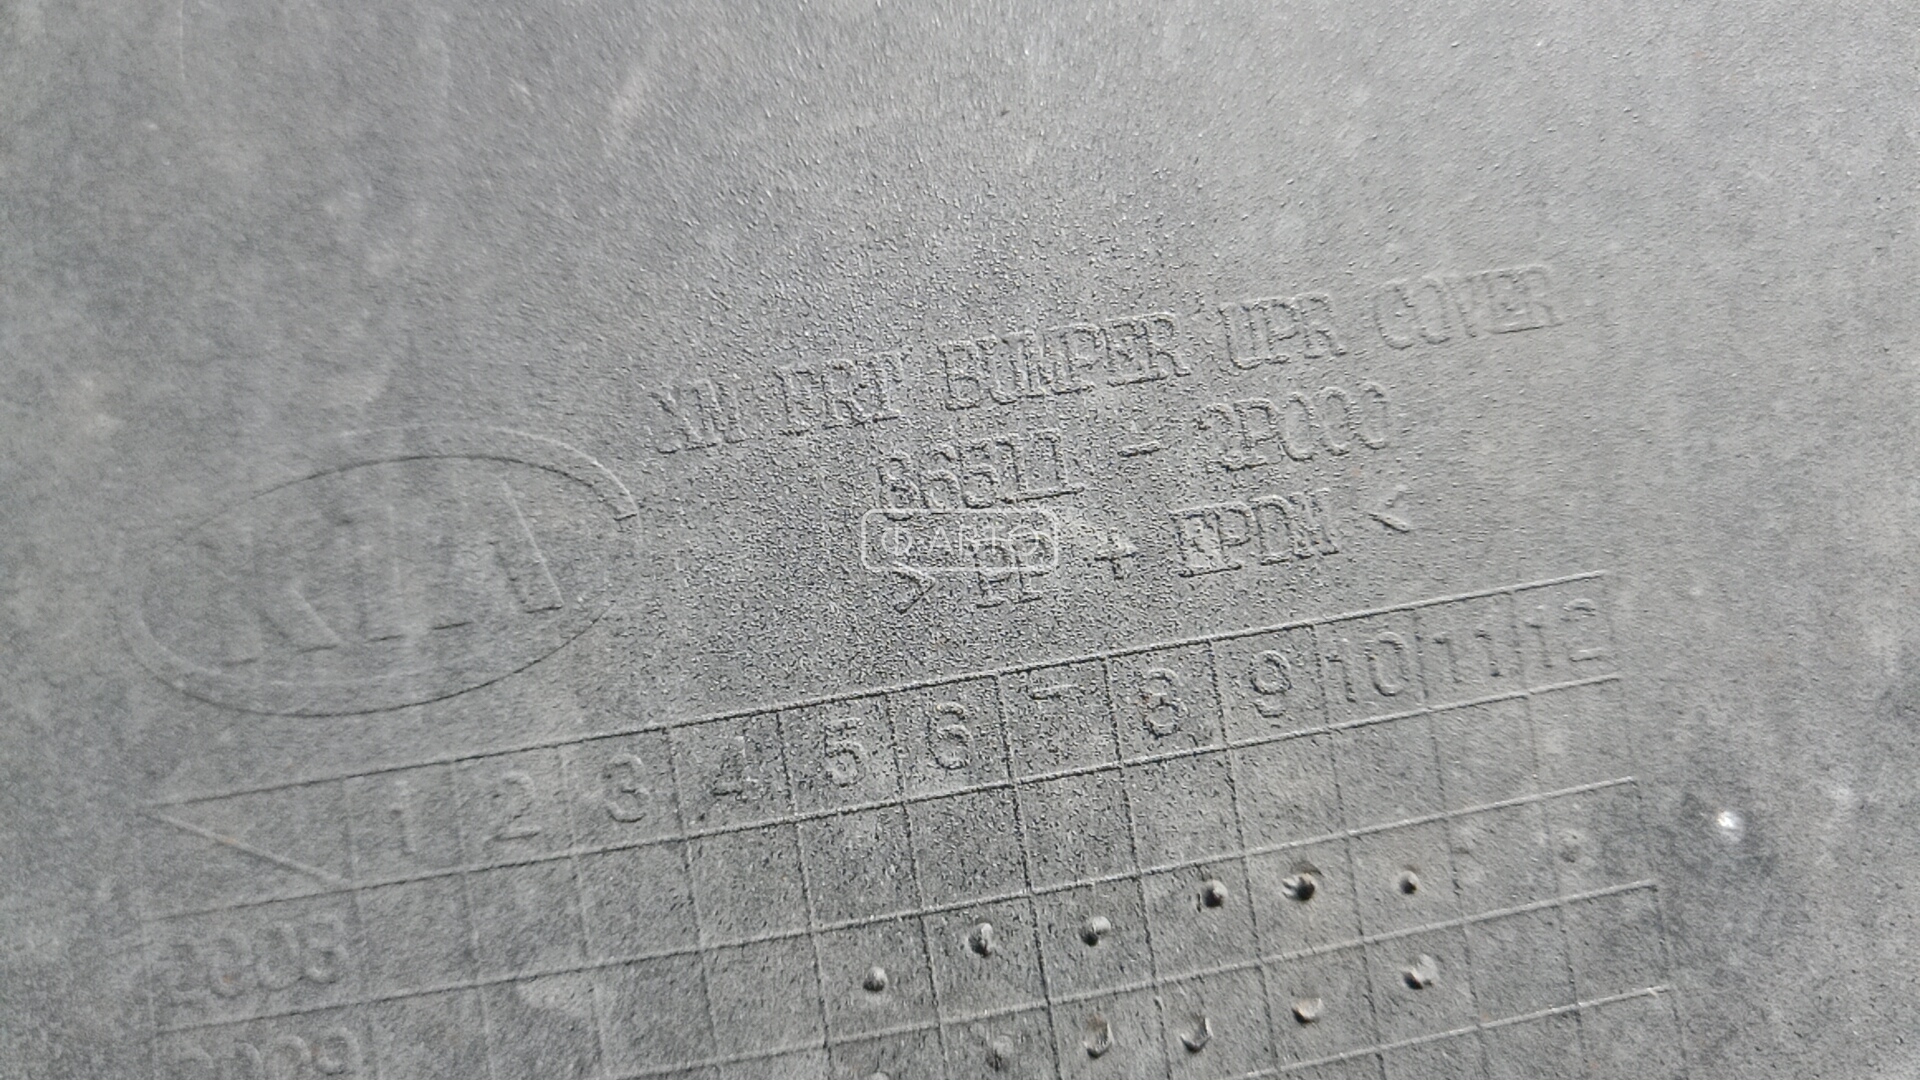 KIA
XM FRT BUMPER UPR COVER
86511 - 2P000
> PP + EPDM <
1 2 3 4 5 6 7 8 9 10 11 12
2008
2009